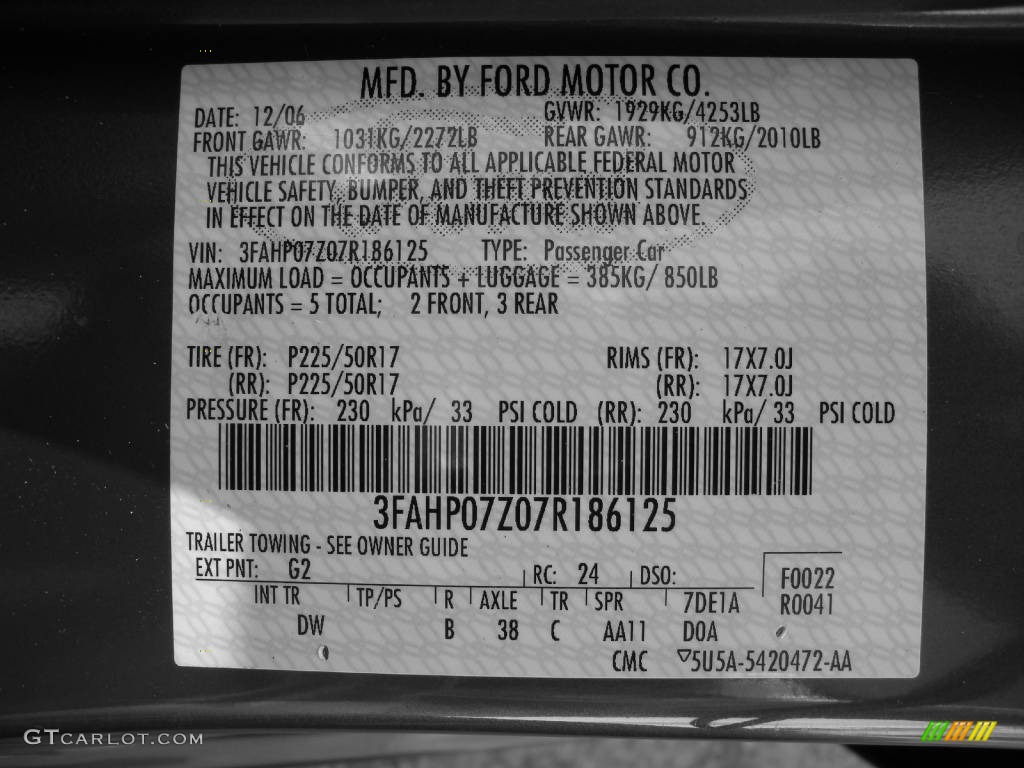 MFD. BY FORD MOTOR CO.
DATE: 12/06 GVWR: 1929KG/4253LB
FRONT GAWR: 1031KG/2272LB REAR GAWR: 912KG/2010LB
THIS VEHICLE CONFORMS TO ALL APPLICABLE FEDERAL MOTOR
VEHICLE SAFETY, BUMPER, AND THEFT PREVENTION STANDARDS
IN EFFECT ON THE DATE OF MANUFACTURE SHOWN ABOVE.
VIN: 3FAHP07Z07R186125 TYPE: Passenger Car
MAXIMUM LOAD = OCCUPANTS + LUGGAGE = 385KG/ 850LB
OCCUPANTS = 5 TOTAL; 2 FRONT, 3 REAR
TIRE (FR): P225/50R17 RIMS (FR): 17X7.0J
(RR): P225/50R17 (RR): 17X7.0J
PRESSURE (FR): 230 kPa/ 33 PSI COLD (RR): 230 kPa/ 33 PSI COLD
3FAHP07Z07R186125
TRAILER TOWING - SEE OWNER GUIDE
EXT PNT: G2 RC: 24 DSO: F0022
INT TR TP/PS R AXLE TR SPR 7DE1A R0041
DW B 38 C AA11 D0A
CMC ▽5U5A-5420472-AA
GTCARLOT.COM